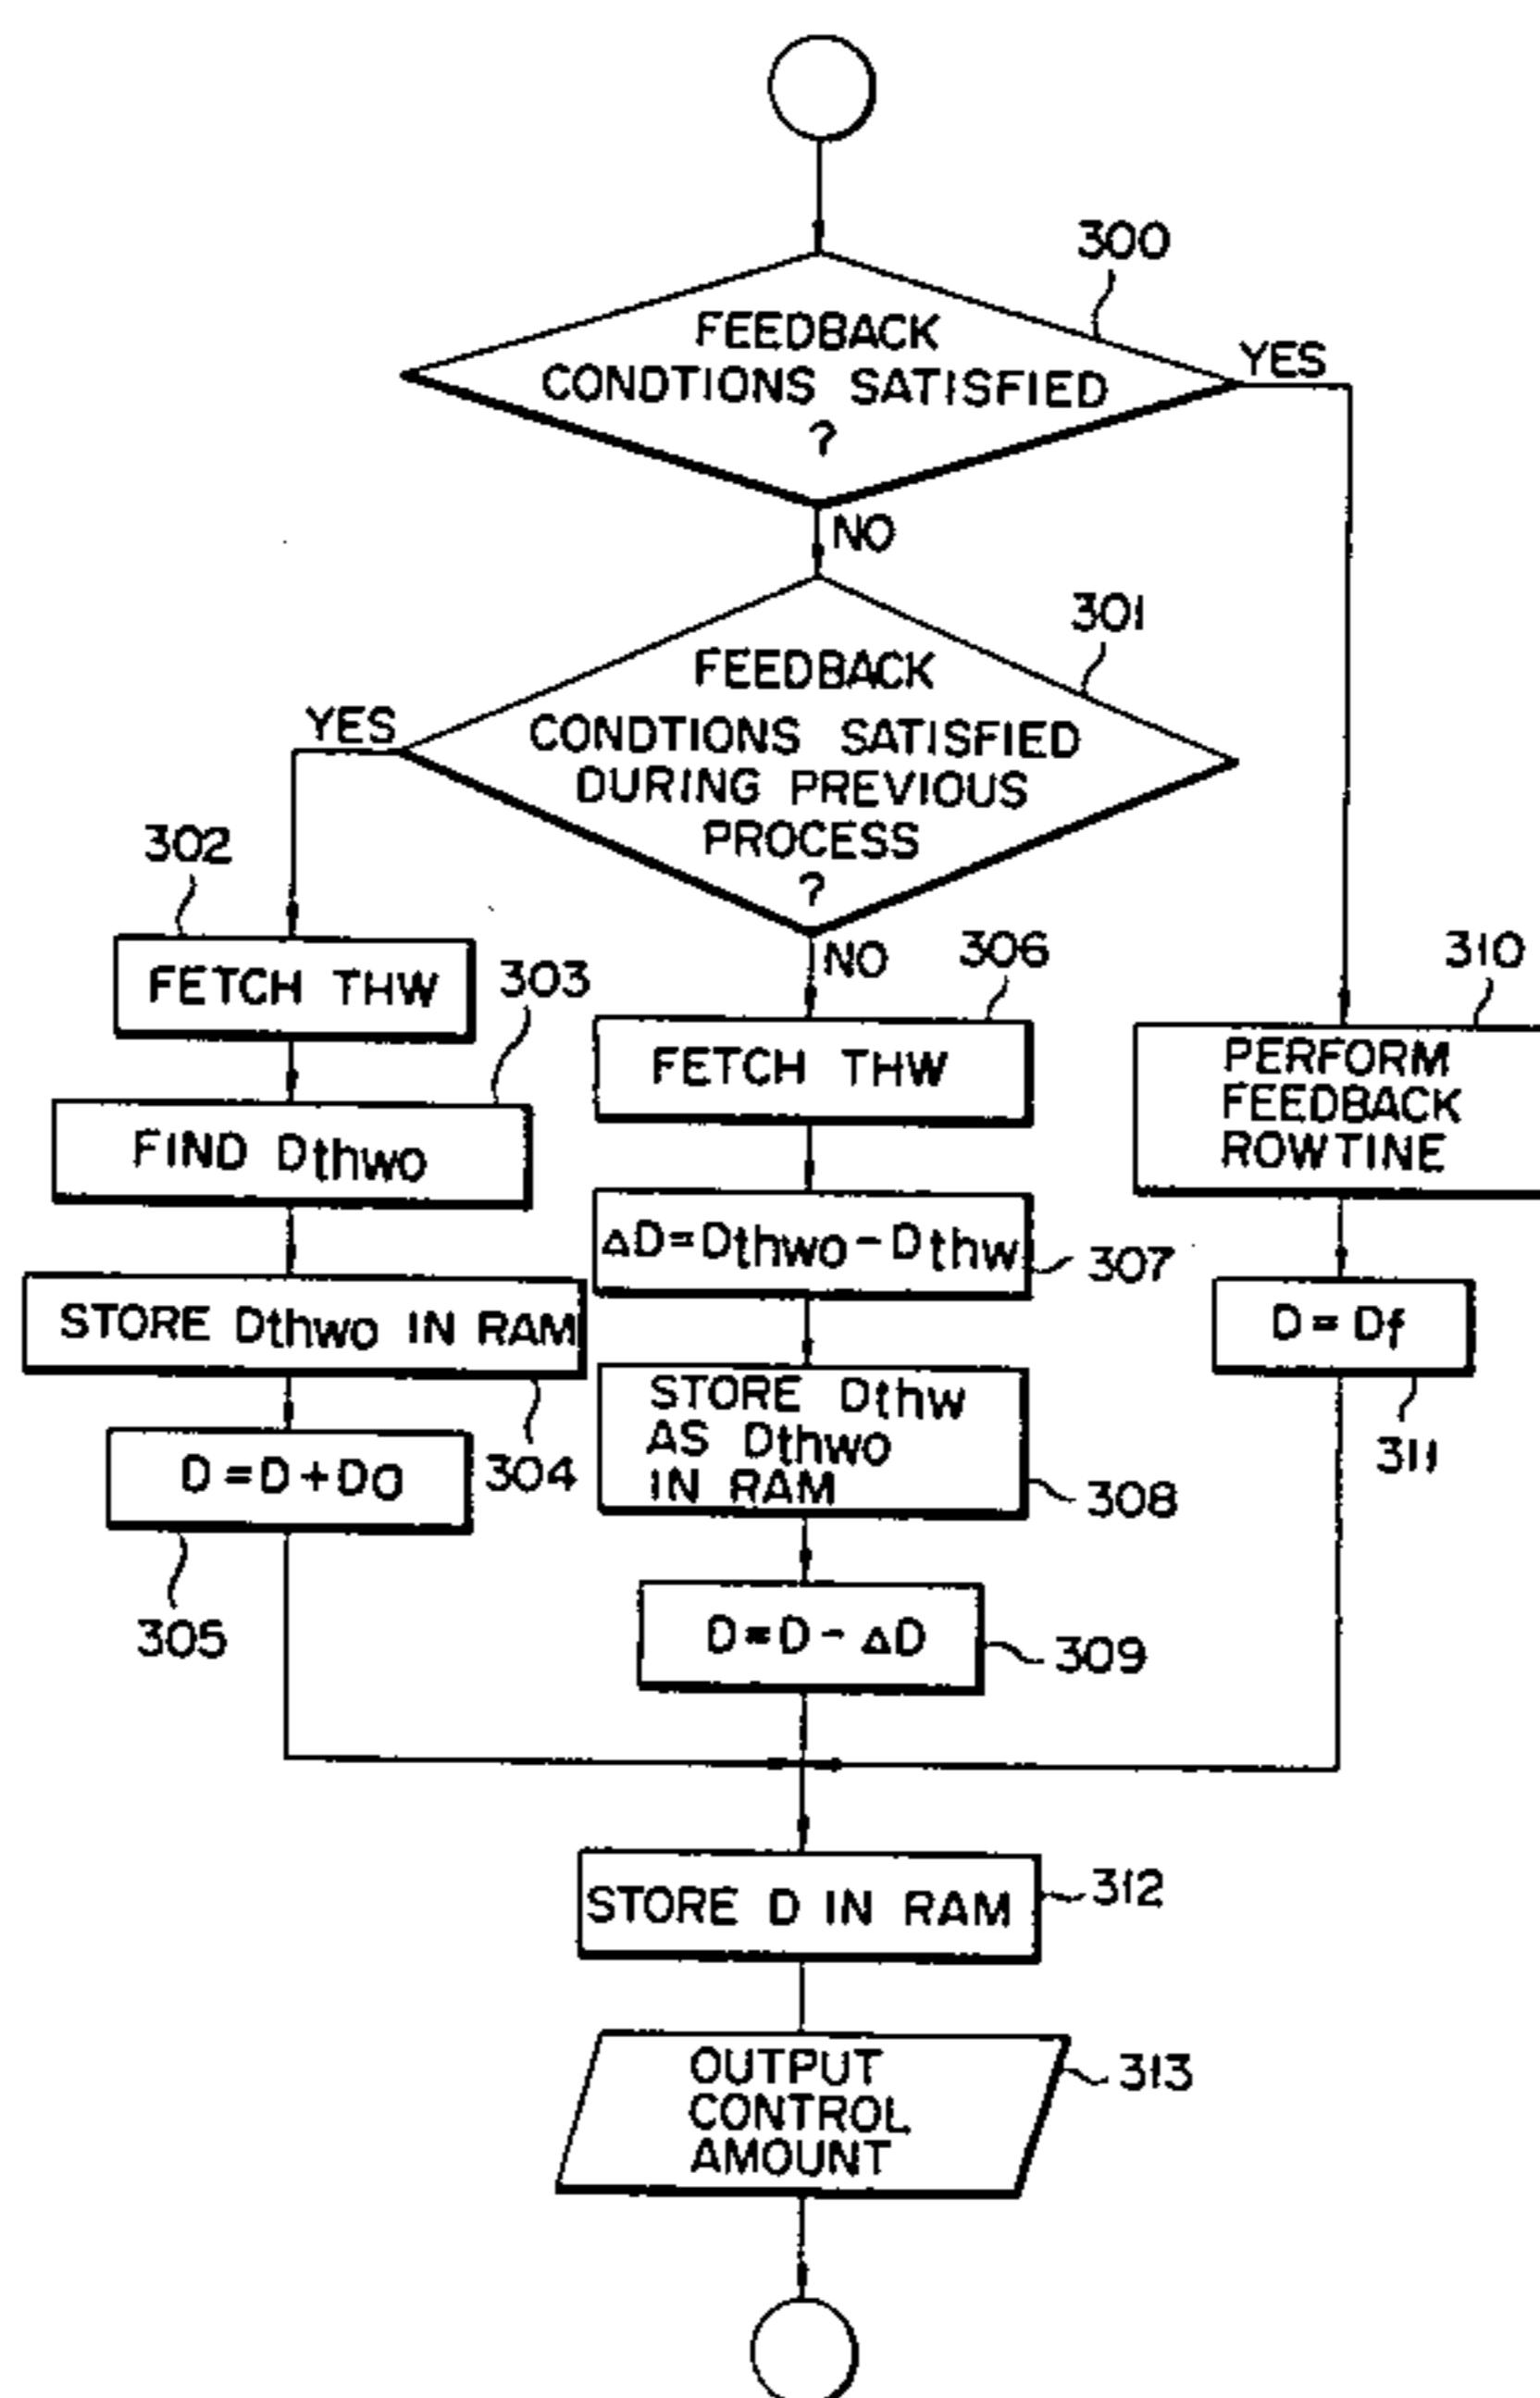 300
FEEDBACK
CONDTIONS SATISFIED
?
YES
NO
301
FEEDBACK
CONDTIONS SATISFIED
DURING PREVIOUS
PROCESS
?
YES
NO
302
FETCH THW
303
FIND Dthwo
STORE Dthwo IN RAM
304
D=D+Do
305
306
FETCH THW
ΔD=Dthwo-Dthw
307
STORE Dthw
AS Dthwo
IN RAM
308
D=D-ΔD
309
310
PERFORM
FEEDBACK
ROWTINE
D=Df
311
STORE D IN RAM
312
OUTPUT
CONTROL
AMOUNT
313